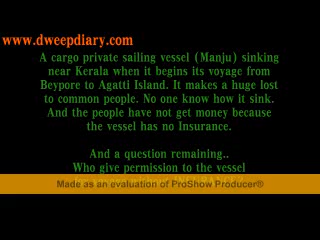 www.dweepdiary.com
A cargo private sailing vessel (Manju) sinking
near Kerala when it begins its voyage from
Beypore to Agatti Island. It makes a huge lost
to common people. No one know how it sink.
And the people have not get money because
the vessel has no Insurance.
And a question remaining..
Who give permission to the vessel
Made as an evaluation of ProShow Producer®